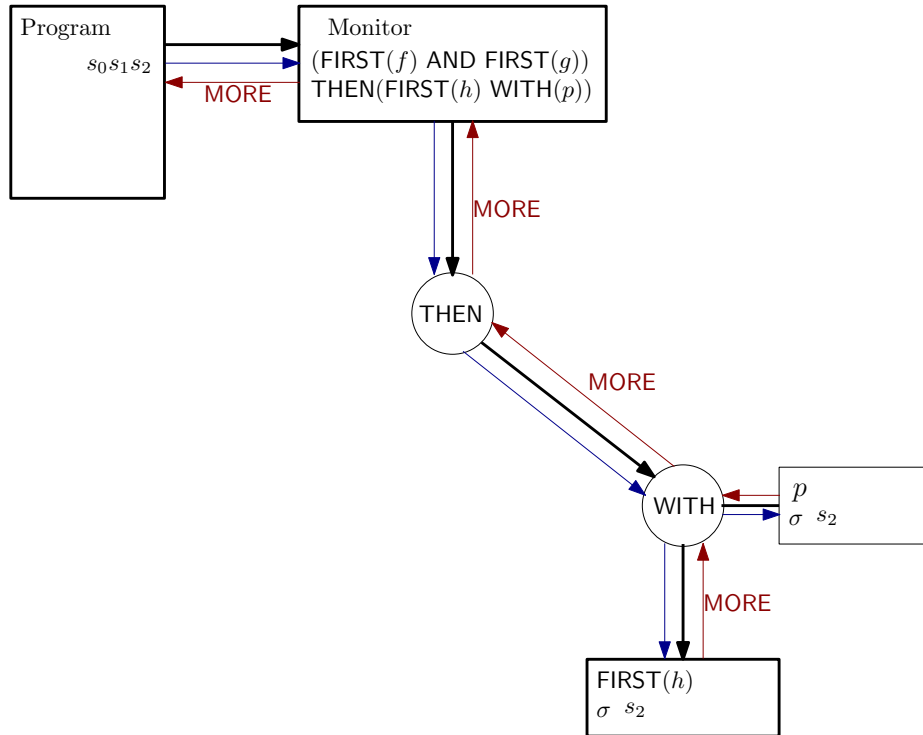 Program
s₀s₁s₂
Monitor
(FIRST(f) AND FIRST(g))
THEN(FIRST(h) WITH(p))
MORE
MORE
THEN
MORE
WITH
p
σ s₂
MORE
FIRST(h)
σ s₂